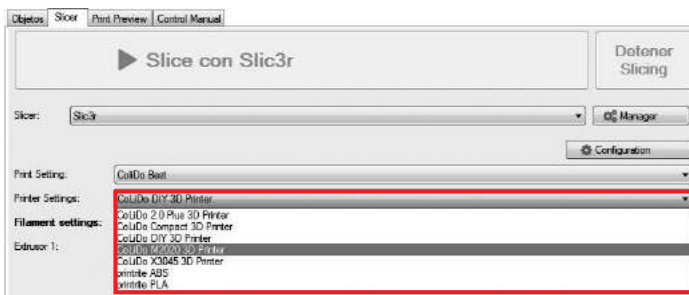 Objetos Slicer Print Preview Control Manual
Slice con Slic3r
Detener
Slicing
Slicer: Slic3r Manager
Configuration
Print Setting: CoLiDo Best
Printer Settings: CoLiDo DIY 3D Printer
CoLiDo 2.0 Plus 3D Printer
Filament settings:
CoLiDo Compact 3D Printer
CoLiDo DIY 3D Printer
Extrusor 1:
CoLiDo M2020 3D Printer
CoLiDo X3045 3D Printer
printrite ABS
printrite PLA